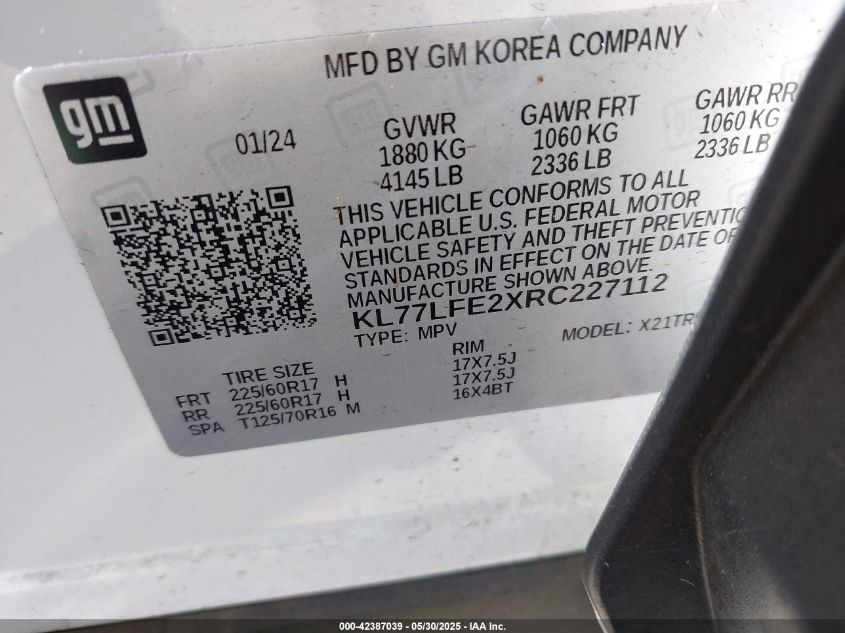 MFD BY GM KOREA COMPANY
gm
01/24
GVWR
1880 KG
4145 LB
GAWR FRT
1060 KG
2336 LB
GAWR RR
1060 KG
2336 LB
THIS VEHICLE CONFORMS TO ALL
APPLICABLE U.S. FEDERAL MOTOR
VEHICLE SAFETY AND THEFT PREVENTIO
STANDARDS IN EFFECT ON THE DATE OF
MANUFACTURE SHOWN ABOVE.
KL77LFE2XRC227112
TYPE: MPV
MODEL: X21TR
TIRE SIZE RIM
FRT 225/60R17 H 17X7.5J
RR 225/60R17 H 17X7.5J
SPA T125/70R16 M 16X4BT
000-42387039 - 05/30/2025 - IAA Inc.